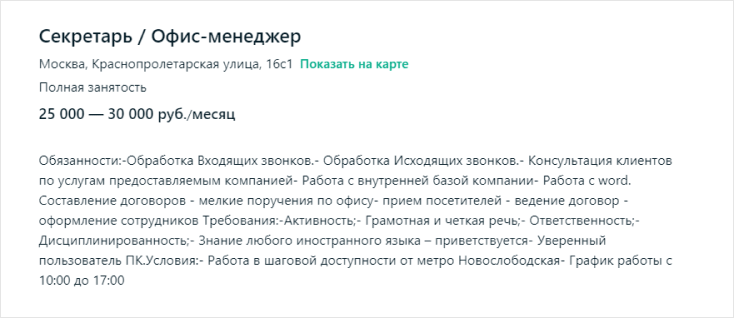 Секретарь / Офис-менеджер
Москва, Краснопролетарская улица, 16с1 Показать на карте
Полная занятость
25 000 — 30 000 руб./месяц
Обязанности:-Обработка Входящих звонков.- Обработка Исходящих звонков.- Консультация клиентов
по услугам предоставляемым компанией- Работа с внутренней базой компании- Работа с word.
Составление договоров - мелкие поручения по офису- прием посетителей - ведение договор -
оформление сотрудников Требования:-Активность;- Грамотная и четкая речь;- Ответственность;-
Дисциплинированность;- Знание любого иностранного языка – приветствуется- Уверенный
пользователь ПК.Условия:- Работа в шаговой доступности от метро Новослободская- График работы с
10:00 до 17:00